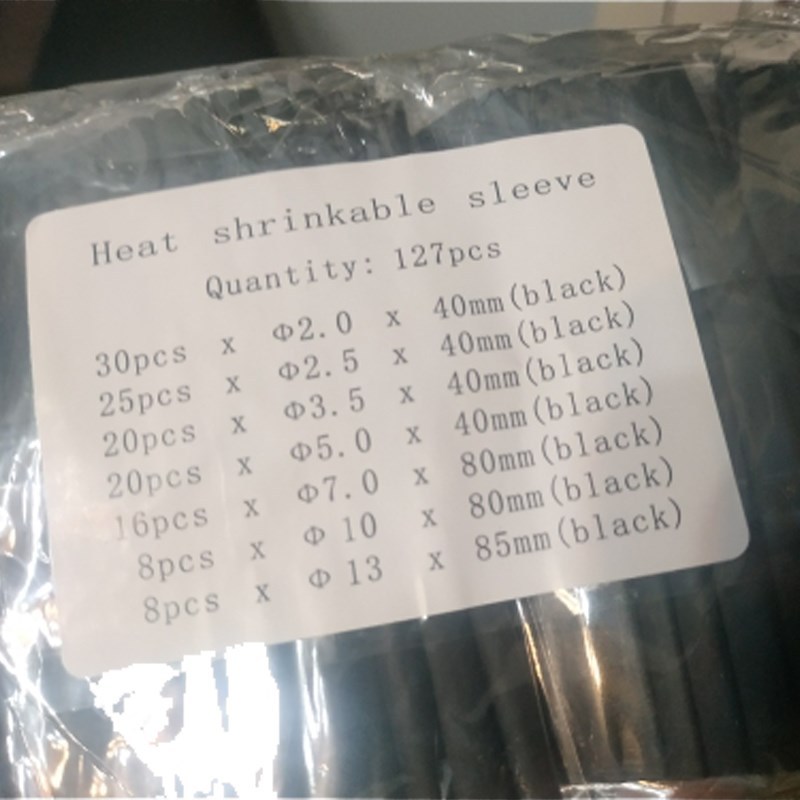 Heat shrinkable sleeve
Quantity: 127pcs
30pcs x Φ2.0 x 40mm(black)
25pcs x Φ2.5 x 40mm(black)
20pcs x Φ3.5 x 40mm(black)
20pcs x Φ5.0 x 40mm(black)
16pcs x Φ7.0 x 80mm(black)
8pcs x Φ 10 x 80mm(black)
8pcs x Φ 13 x 85mm(black)